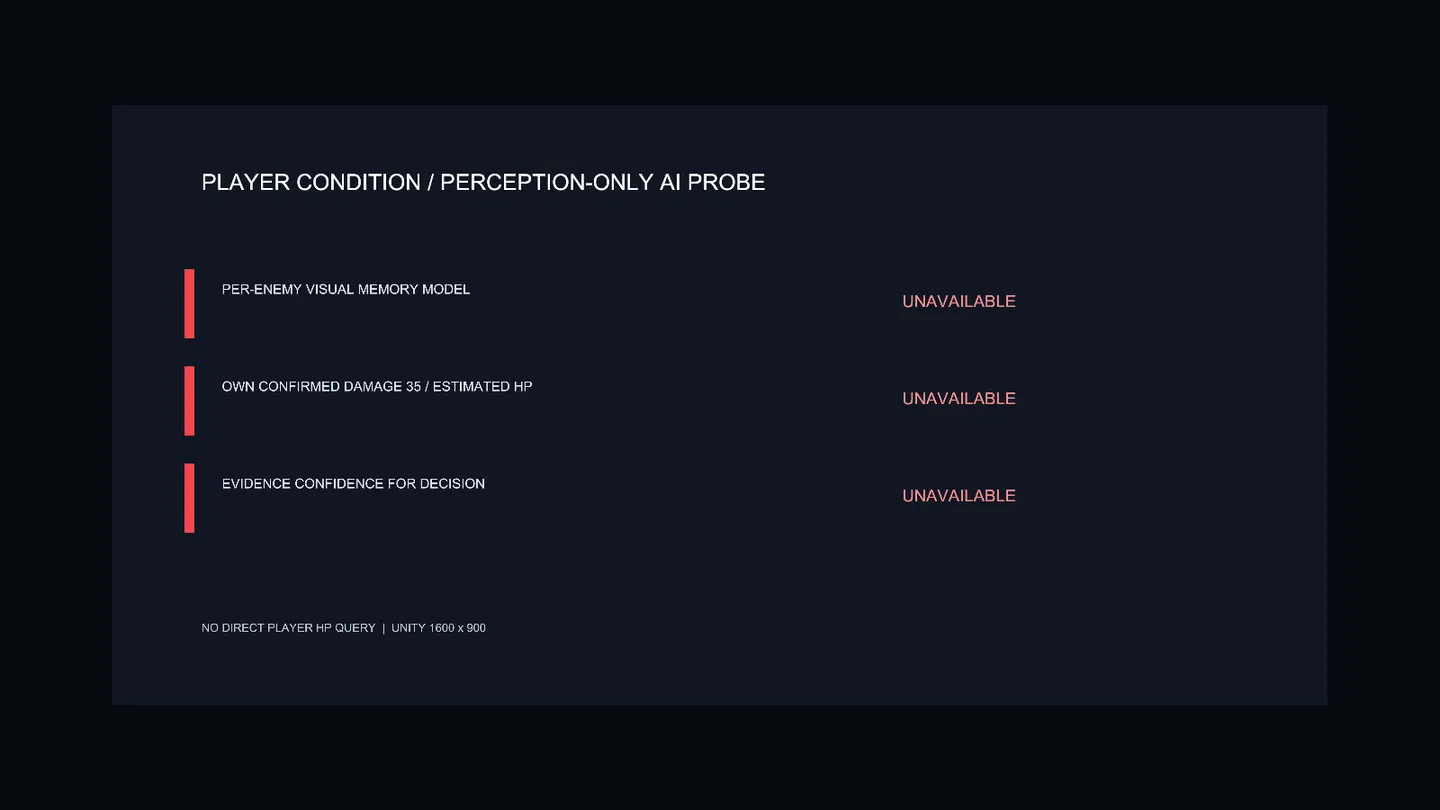 PLAYER CONDITION / PERCEPTION-ONLY AI PROBE
PER-ENEMY VISUAL MEMORY MODEL
UNAVAILABLE
OWN CONFIRMED DAMAGE 35 / ESTIMATED HP
UNAVAILABLE
EVIDENCE CONFIDENCE FOR DECISION
UNAVAILABLE
NO DIRECT PLAYER HP QUERY | UNITY 1600 x 900